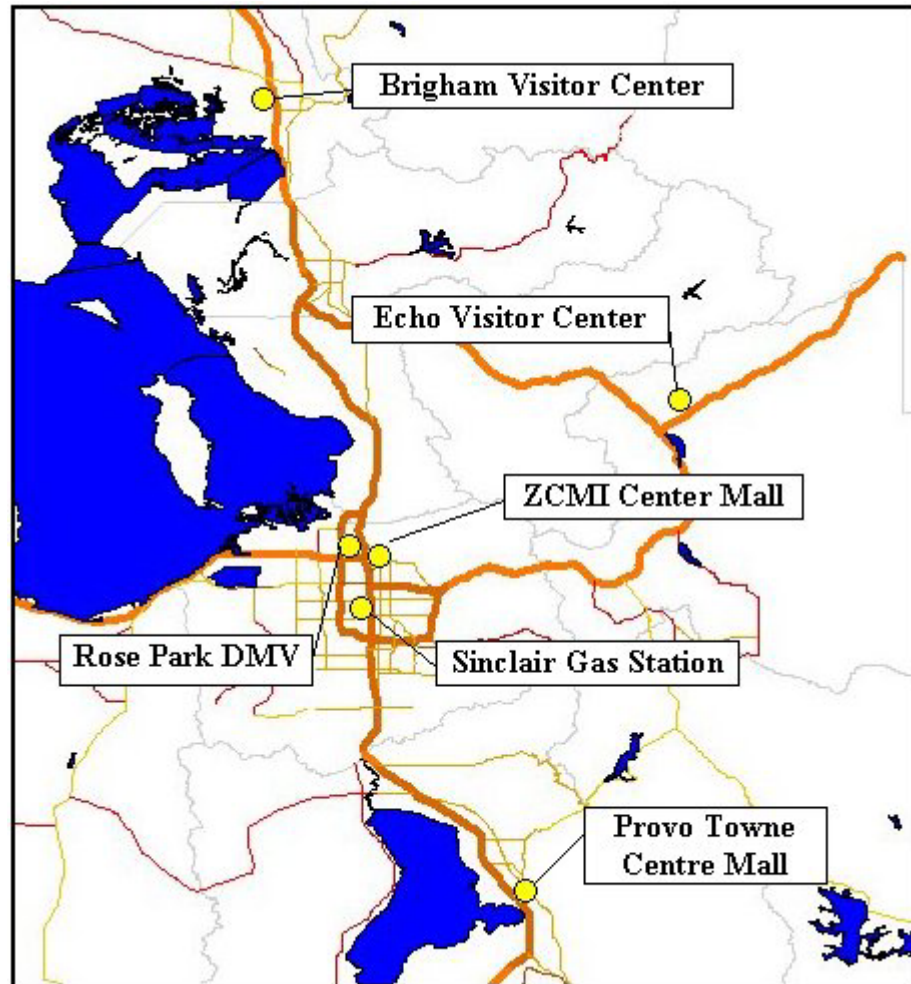 Brigham Visitor Center
Echo Visitor Center
ZCMI Center Mall
Rose Park DMV
Sinclair Gas Station
Provo Towne
Centre Mall